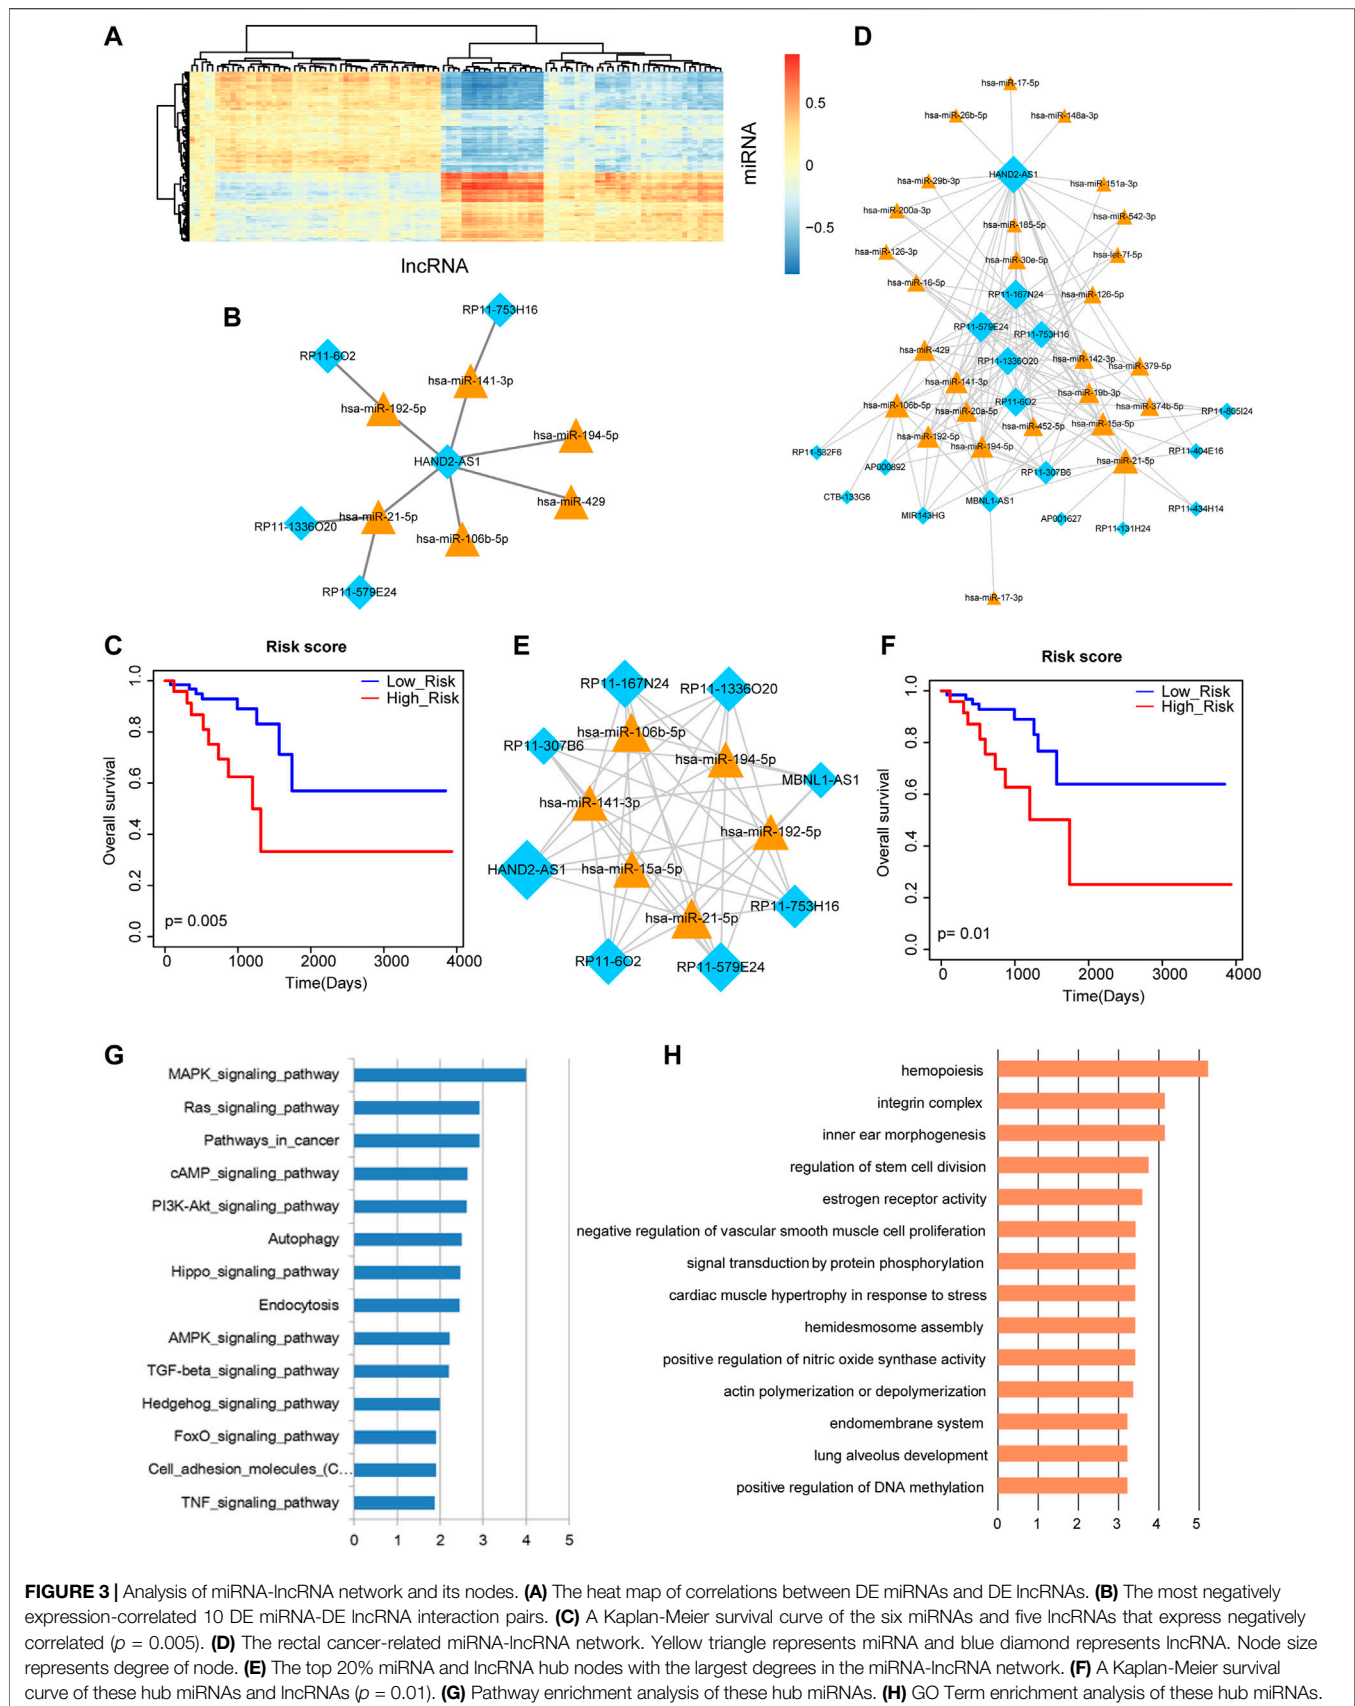 A
0.5
0
−0.5
miRNA
lncRNA
B
RP11-753H16
RP11-6O2
hsa-miR-141-3p
hsa-miR-192-5p
hsa-miR-194-5p
HAND2-AS1
hsa-miR-429
hsa-miR-21-5p
RP11-1336O20
hsa-miR-106b-5p
RP11-579E24
D
hsa-miR-17-5p
hsa-miR-26b-5p
hsa-miR-148a-3p
HAND2-AS1
hsa-miR-29b-3p
hsa-miR-151a-3p
hsa-miR-200a-3p
hsa-miR-542-3p
hsa-miR-185-5p
hsa-miR-126-3p
hsa-let-7f-5p
hsa-miR-30e-5p
hsa-miR-16-5p
RP11-167N24
hsa-miR-126-5p
RP11-579E24
RP11-753H16
hsa-miR-429
RP11-1336O20
hsa-miR-142-3p
hsa-miR-379-5p
hsa-miR-141-3p
hsa-miR-19b-3p
RP11-6O2
hsa-miR-106b-5p
hsa-miR-20a-5p
hsa-miR-374b-5p
RP11-805I24
hsa-miR-452-5p
hsa-miR-15a-5p
hsa-miR-192-5p
hsa-miR-194-5p
RP11-532F6
RP11-404E16
AP000892
RP11-307B6
hsa-miR-21-5p
CTB-133G6
MBNL1-AS1
MIR143HG
RP11-434H14
AP001627
RP11-131H24
hsa-miR-17-3p
C
Risk score
Low_Risk
High_Risk
Overall survival
1.0
0.8
0.6
0.4
0.2
0.0
p= 0.005
0 1000 2000 3000 4000
Time(Days)
E
RP11-167N24
RP11-1336O20
hsa-miR-106b-5p
RP11-307B6
hsa-miR-194-5p
MBNL1-AS1
hsa-miR-141-3p
hsa-miR-192-5p
HAND2-AS1
hsa-miR-15a-5p
RP11-753H16
hsa-miR-21-5p
RP11-6O2
RP11-579E24
F
Risk score
Low_Risk
High_Risk
Overall survival
1.0
0.8
0.6
0.4
0.2
0.0
p= 0.01
0 1000 2000 3000 4000
Time(Days)
G
MAPK_signaling_pathway
Ras_signaling_pathway
Pathways_in_cancer
cAMP_signaling_pathway
PI3K-Akt_signaling_pathway
Autophagy
Hippo_signaling_pathway
Endocytosis
AMPK_signaling_pathway
TGF-beta_signaling_pathway
Hedgehog_signaling_pathway
FoxO_signaling_pathway
Cell_adhesion_molecules_(C...
TNF_signaling_pathway
0 1 2 3 4 5
H
hemopoiesis
integrin complex
inner ear morphogenesis
regulation of stem cell division
estrogen receptor activity
negative regulation of vascular smooth muscle cell proliferation
signal transduction by protein phosphorylation
cardiac muscle hypertrophy in response to stress
hemidesmosome assembly
positive regulation of nitric oxide synthase activity
actin polymerization or depolymerization
endomembrane system
lung alveolus development
positive regulation of DNA methylation
0 1 2 3 4 5
FIGURE 3 | Analysis of miRNA-lncRNA network and its nodes. (A) The heat map of correlations between DE miRNAs and DE lncRNAs. (B) The most negatively
expression-correlated 10 DE miRNA-DE lncRNA interaction pairs. (C) A Kaplan-Meier survival curve of the six miRNAs and five lncRNAs that express negatively
correlated (p = 0.005). (D) The rectal cancer-related miRNA-lncRNA network. Yellow triangle represents miRNA and blue diamond represents lncRNA. Node size
represents degree of node. (E) The top 20% miRNA and lncRNA hub nodes with the largest degrees in the miRNA-lncRNA network. (F) A Kaplan-Meier survival
curve of these hub miRNAs and lncRNAs (p = 0.01). (G) Pathway enrichment analysis of these hub miRNAs. (H) GO Term enrichment analysis of these hub miRNAs.